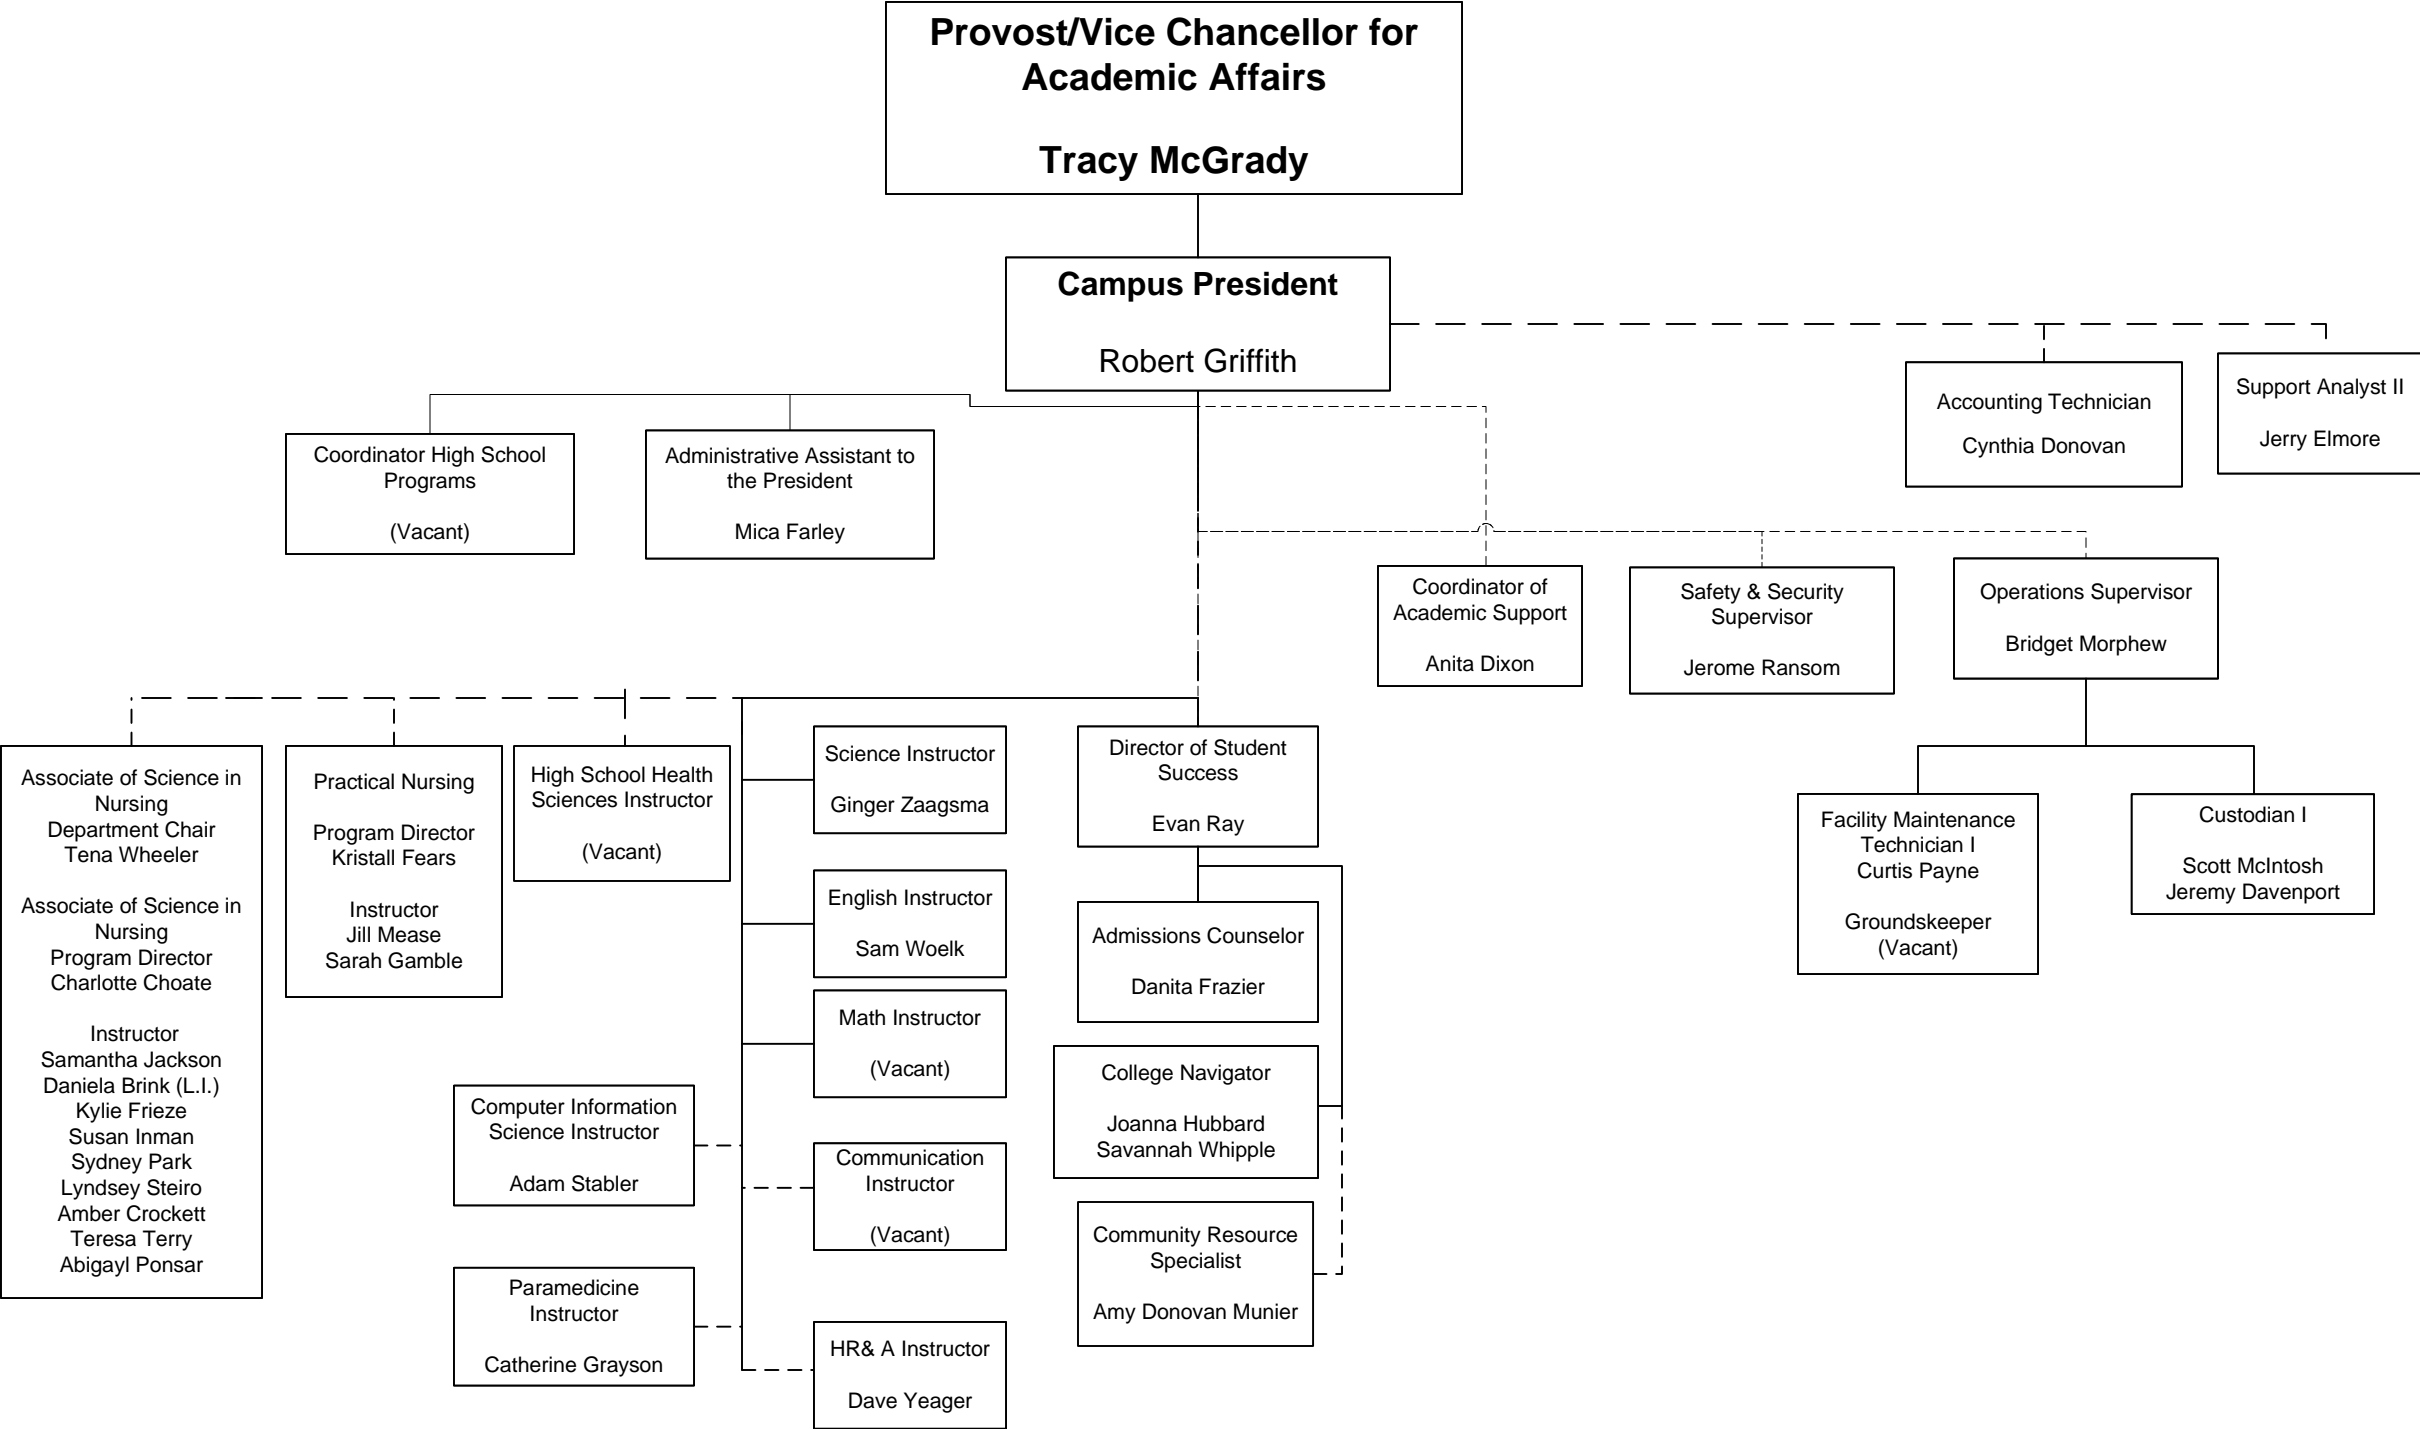 Provost/Vice Chancellor for
Academic Affairs
Tracy McGrady
Campus President
Robert Griffith
Accounting Technician
Cynthia Donovan
Support Analyst II
Jerry Elmore
Coordinator High School
Programs
(Vacant)
Administrative Assistant to
the President
Mica Farley
Coordinator of
Academic Support
Anita Dixon
Safety & Security
Supervisor
Jerome Ransom
Operations Supervisor
Bridget Morphew
Associate of Science in
Nursing
Department Chair
Tena Wheeler
Associate of Science in
Nursing
Program Director
Charlotte Choate
Instructor
Samantha Jackson
Daniela Brink (L.I.)
Kylie Frieze
Susan Inman
Sydney Park
Lyndsey Steiro
Amber Crockett
Teresa Terry
Abigayl Ponsar
Practical Nursing
Program Director
Kristall Fears
Instructor
Jill Mease
Sarah Gamble
High School Health
Sciences Instructor
(Vacant)
Science Instructor
Ginger Zaagsma
English Instructor
Sam Woelk
Math Instructor
(Vacant)
Computer Information
Science Instructor
Adam Stabler
Communication
Instructor
(Vacant)
Paramedicine
Instructor
Catherine Grayson
HR& A Instructor
Dave Yeager
Director of Student
Success
Evan Ray
Admissions Counselor
Danita Frazier
College Navigator
Joanna Hubbard
Savannah Whipple
Community Resource
Specialist
Amy Donovan Munier
Facility Maintenance
Technician I
Curtis Payne
Groundskeeper
(Vacant)
Custodian I
Scott McIntosh
Jeremy Davenport